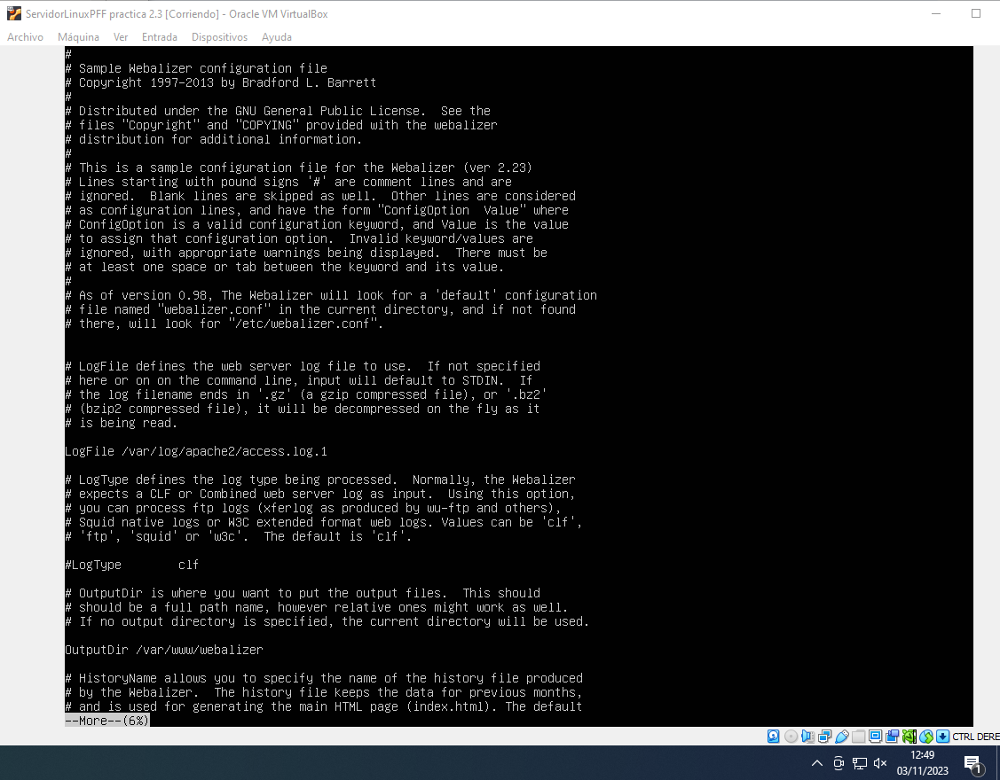 ServidorLinuxPFF practica 2.3 [Corriendo] - Oracle VM VirtualBox
Archivo Máquina Ver Entrada Dispositivos Ayuda
#
# Sample Webalizer configuration file
# Copyright 1997-2013 by Bradford L. Barrett
#
# Distributed under the GNU General Public License.  See the
# files "Copyright" and "COPYING" provided with the webalizer
# distribution for additional information.
#
# This is a sample configuration file for the Webalizer (ver 2.23)
# Lines starting with pound signs '#' are comment lines and are
# ignored.  Blank lines are skipped as well.  Other lines are considered
# as configuration lines, and have the form "ConfigOption  Value" where
# ConfigOption is a valid configuration keyword, and Value is the value
# to assign that configuration option.  Invalid keyword/values are
# ignored, with appropriate warnings being displayed.  There must be
# at least one space or tab between the keyword and its value.
#
# As of version 0.98, The Webalizer will look for a 'default' configuration
# file named "webalizer.conf" in the current directory, and if not found
# there, will look for "/etc/webalizer.conf".
# LogFile defines the web server log file to use.  If not specified
# here or on on the command line, input will default to STDIN.  If
# the log filename ends in '.gz' (a gzip compressed file), or '.bz2'
# (bzip2 compressed file), it will be decompressed on the fly as it
# is being read.
LogFile /var/log/apache2/access.log.1
# LogType defines the log type being processed.  Normally, the Webalizer
# expects a CLF or Combined web server log as input.  Using this option,
# you can process ftp logs (xferlog as produced by wu-ftp and others),
# Squid native logs or W3C extended format web logs. Values can be 'clf',
# 'ftp', 'squid' or 'w3c'.  The default is 'clf'.
#LogType        clf
# OutputDir is where you want to put the output files.  This should
# should be a full path name, however relative ones might work as well.
# If no output directory is specified, the current directory will be used.
OutputDir /var/www/webalizer
# HistoryName allows you to specify the name of the history file produced
# by the Webalizer.  The history file keeps the data for previous months,
# and is used for generating the main HTML page (index.html). The default
--More--(6%)
CTRL DERE
12:49
03/11/2023
1